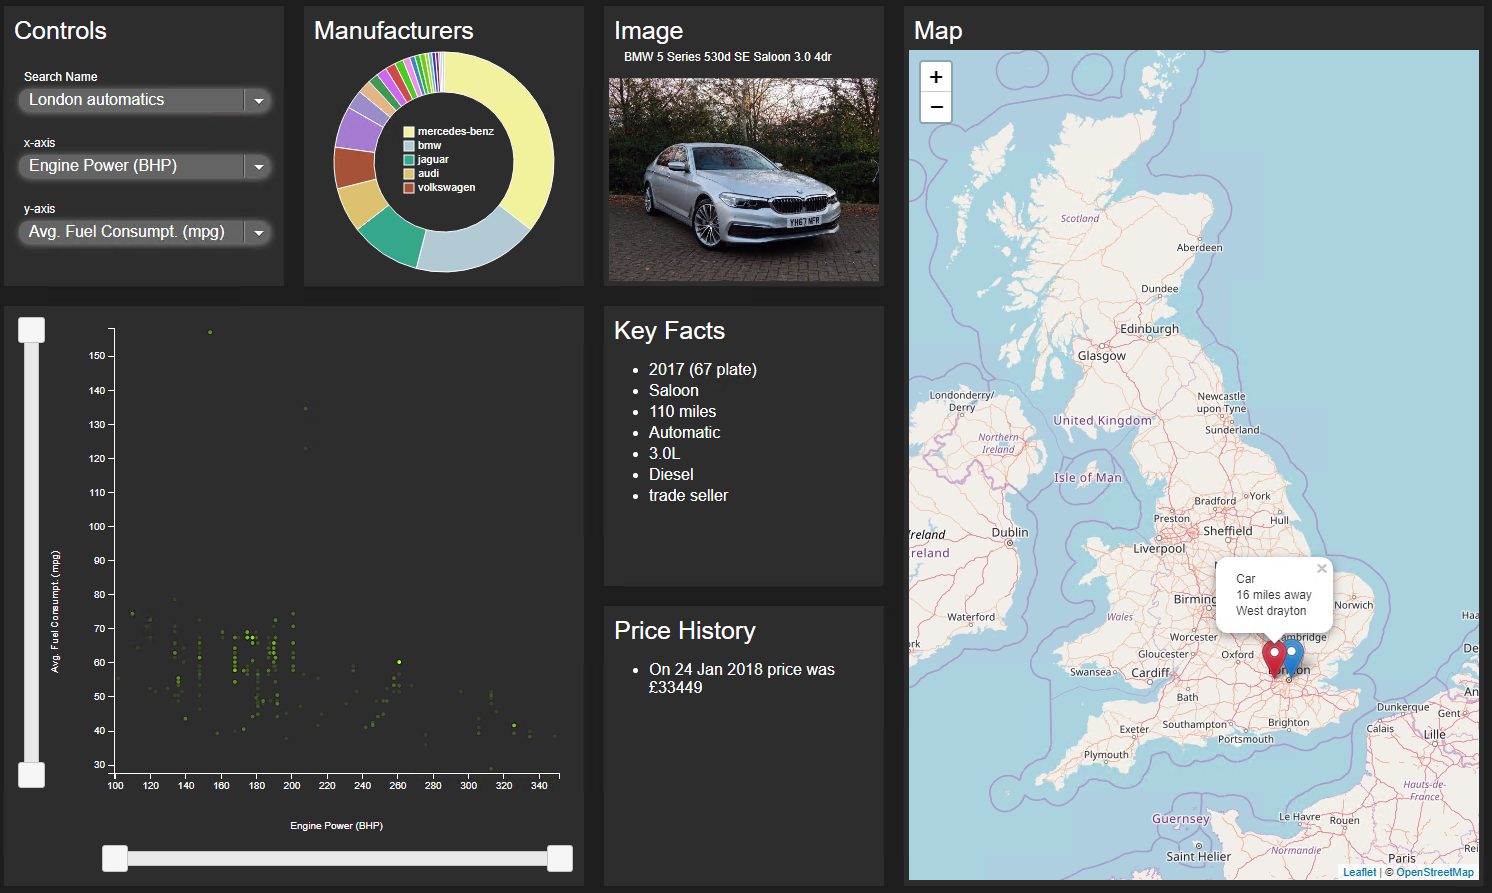 Controls
Search Name
London automatics
x-axis
Engine Power (BHP)
y-axis
Avg. Fuel Consumpt. (mpg)
Manufacturers
mercedes-benz
bmw
jaguar
audi
volkswagen
Image
BMW 5 Series 530d SE Saloon 3.0 4dr
YH67 NFR
150
140
130
120
110
100
90
80
70
60
50
40
30
Avg. Fuel Consumpt. (mpg)
100 120 140 160 180 200 220 240 260 280 300 320 340
Engine Power (BHP)
Key Facts
2017 (67 plate)
Saloon
110 miles
Automatic
3.0L
Diesel
trade seller
Price History
On 24 Jan 2018 price was
£33449
Map
+
−
Scotland
Aberdeen
Dundee
Edinburgh
Glasgow
Londonderry/
Derry
Newcastle
upon Tyne
United Kingdom
Sunderland
Northern
Ireland
Isle of Man
Bradford
York
Preston
Hull
Dublin
Sheffield
Ireland
Liverpool
reland
×
Car
16 miles away
West drayton
Birming
Norwich
Waterford
Wales
Haa
Worcester
ambridge
rk
Gloucester
Oxford
De
Swansea
Cardiff
London
An
Bath
Dunkerque
Gent
Southampton
Brighton
Exeter
Calais
Lille
Portsmouth
Plymouth
Hauts-de-
France
Guernsey
Le Havre
Rouen
Saint Helier
Normandie
Rei
Paris
Leaflet | © OpenStreetMap